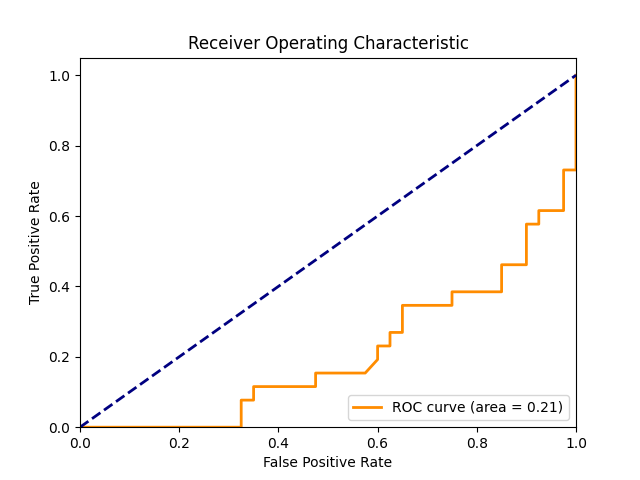 Receiver Operating Characteristic
1.0
0.8
0.6
0.4
0.2
0.0
True Positive Rate
ROC curve (area = 0.21)
0.0 0.2 0.4 0.6 0.8 1.0
False Positive Rate